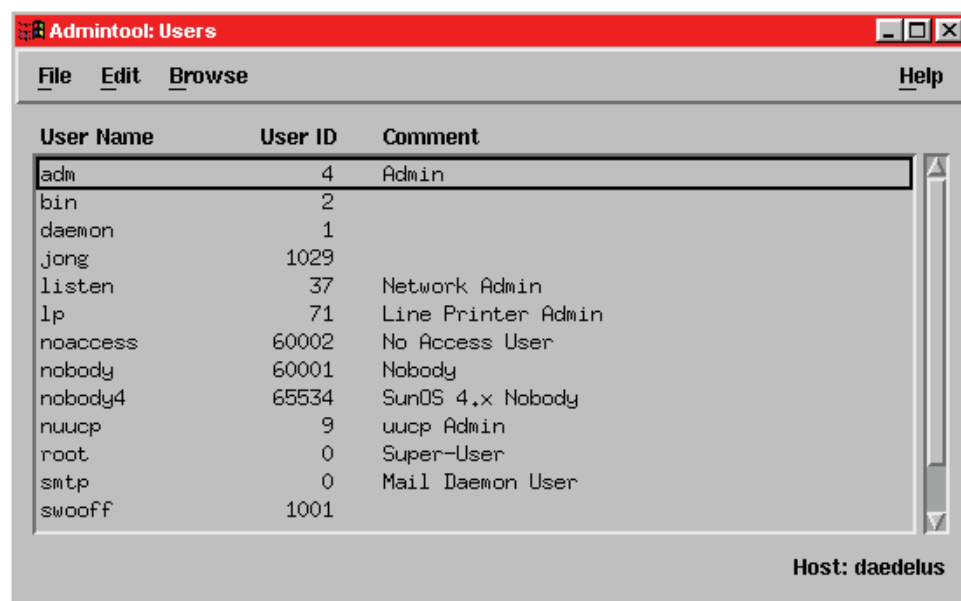 Admintool: Users
File Edit Browse Help
User Name User ID Comment
adm 4 Admin
bin 2
daemon 1
jong 1029
listen 37 Network Admin
lp 71 Line Printer Admin
noaccess 60002 No Access User
nobody 60001 Nobody
nobody4 65534 SunOS 4.x Nobody
nuucp 9 uucp Admin
root 0 Super-User
smtp 0 Mail Daemon User
swooff 1001
Host: daedelus